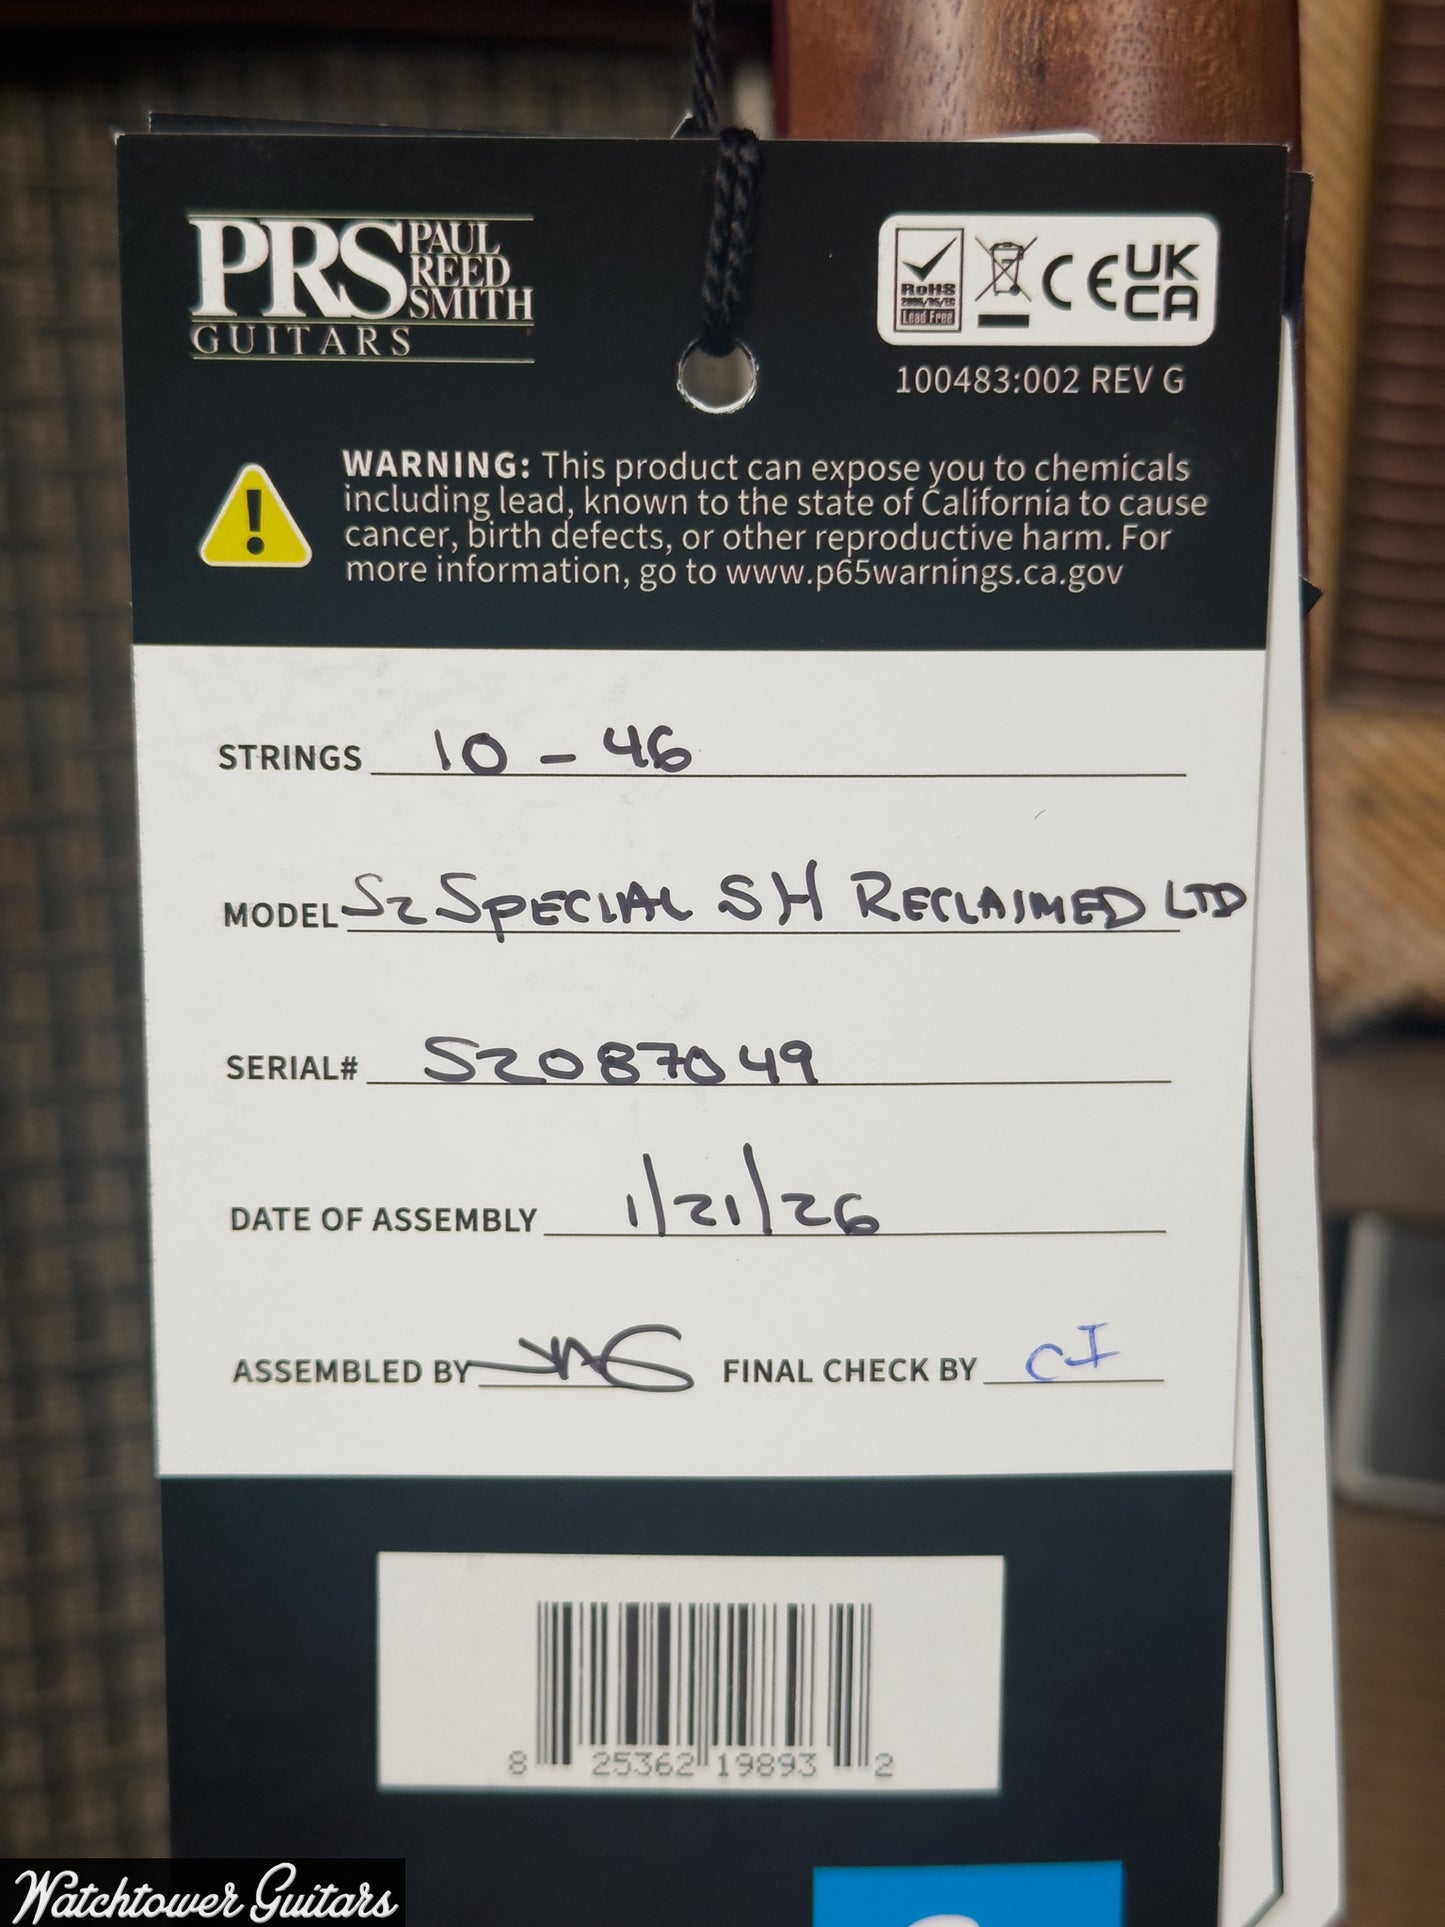 PRS PAUL REED SMITH
GUITARS
RoHS
2006/95/EC
Lead Free
CE
UK
CA
100483:002 REV G
WARNING: This product can expose you to chemicals
including lead, known to the state of California to cause
cancer, birth defects, or other reproductive harm. For
more information, go to www.p65warnings.ca.gov
STRINGS 10 - 46
MODEL S2 SPECIAL SH RECLAIMED LTD
SERIAL# S2087049
DATE OF ASSEMBLY 1/21/26
ASSEMBLED BY FINAL CHECK BY CI
8 25362 19893 2
Watchtower Guitars